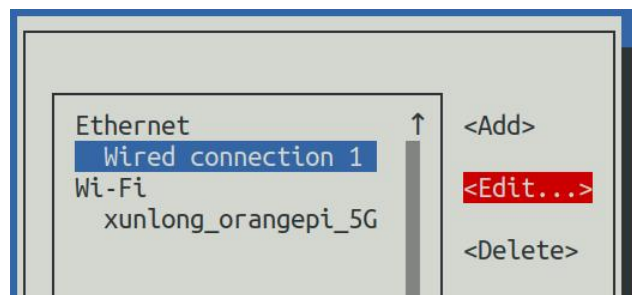 Ethernet ↑ <Add>
Wired connection 1
Wi-Fi <Edit...>
xunlong_orangepi_5G
<Delete>